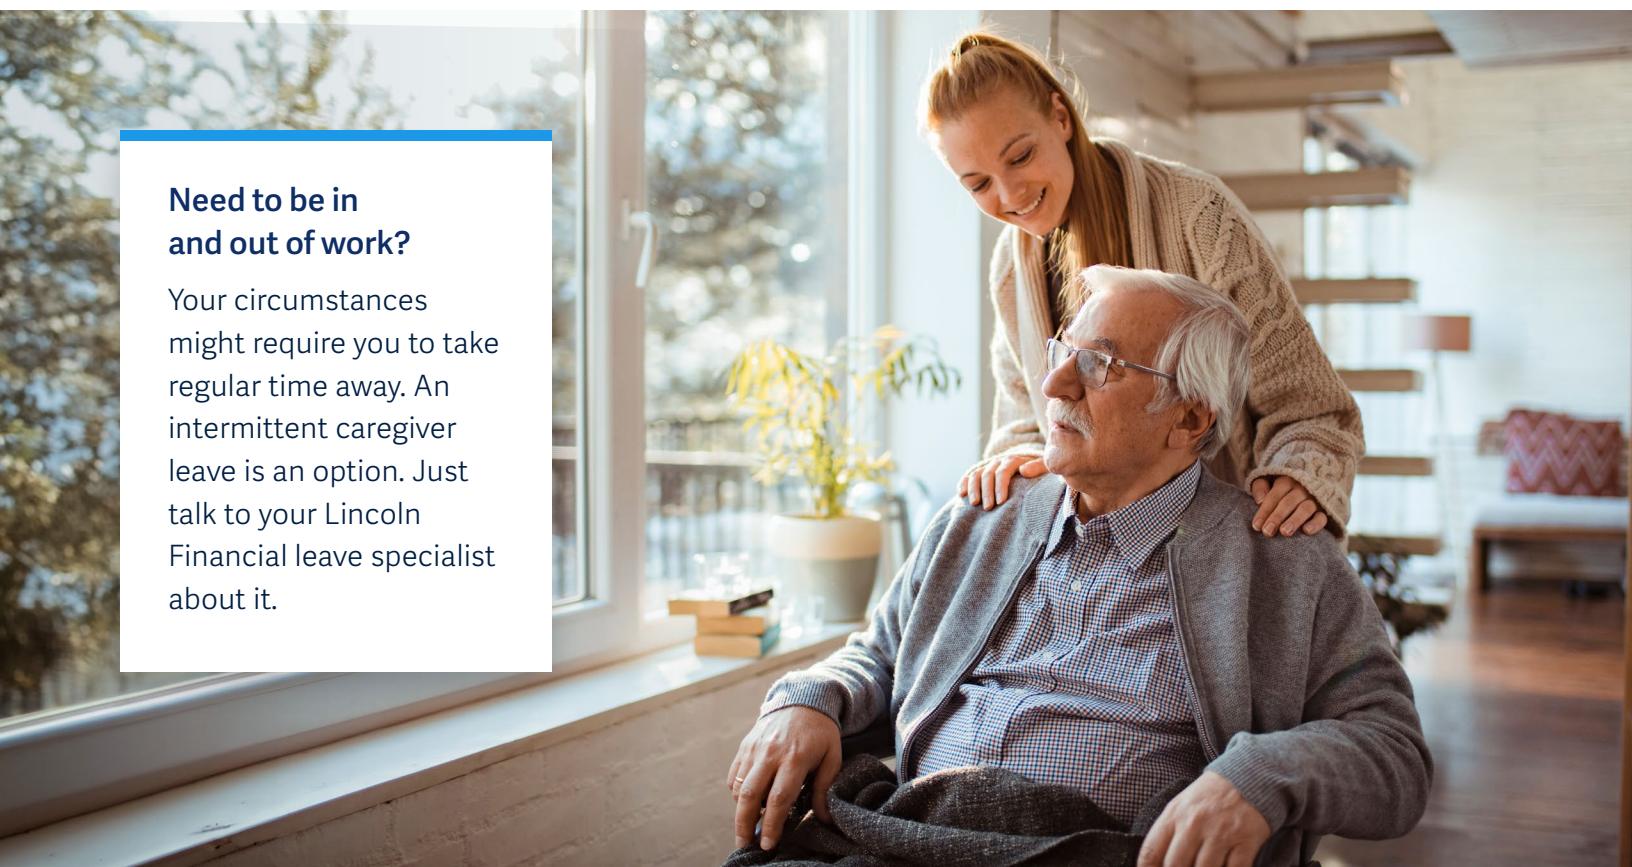 Need to be in
and out of work?
Your circumstances
might require you to take
regular time away. An
intermittent caregiver
leave is an option. Just
talk to your Lincoln
Financial leave specialist
about it.